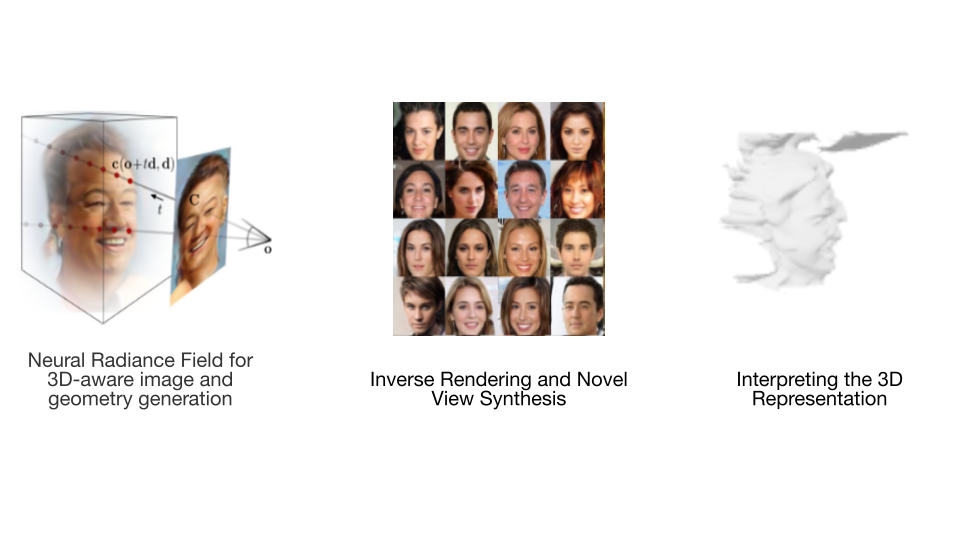 c(o+td, d)
C
t
o
Neural Radiance Field for
3D-aware image and
geometry generation
Inverse Rendering and Novel
View Synthesis
Interpreting the 3D
Representation